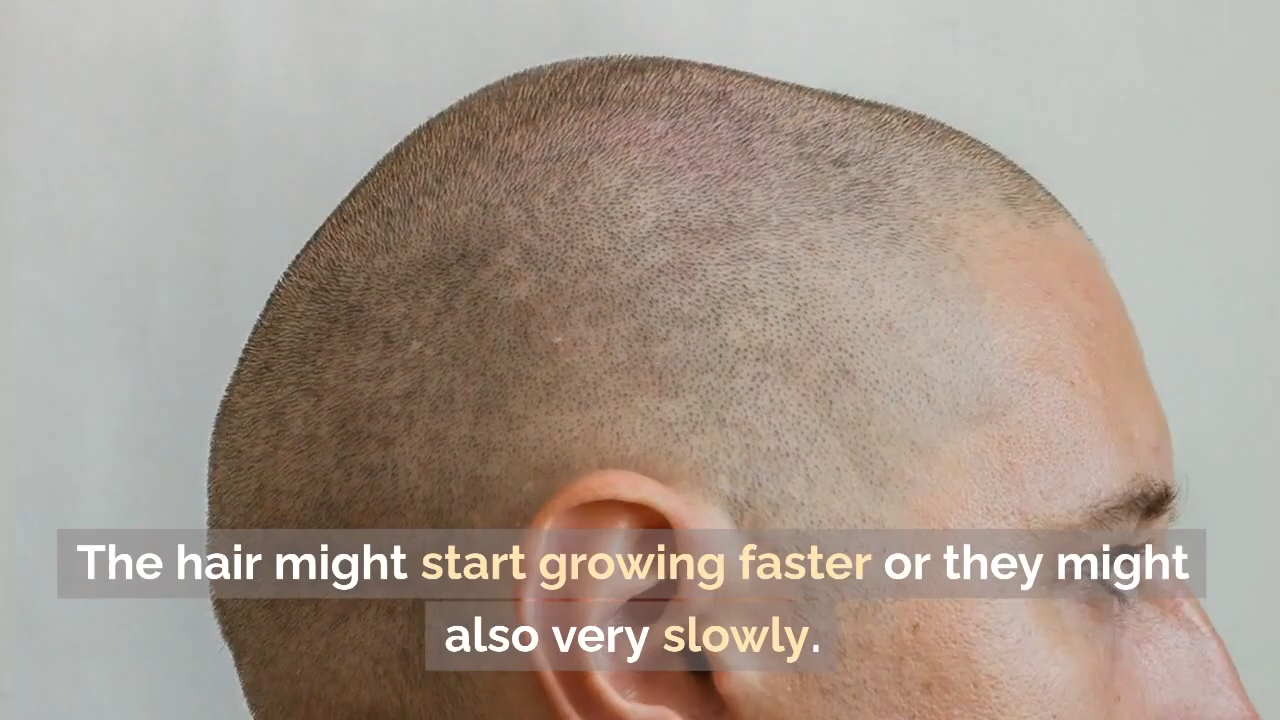 The hair might start growing faster or they might
also very slowly.